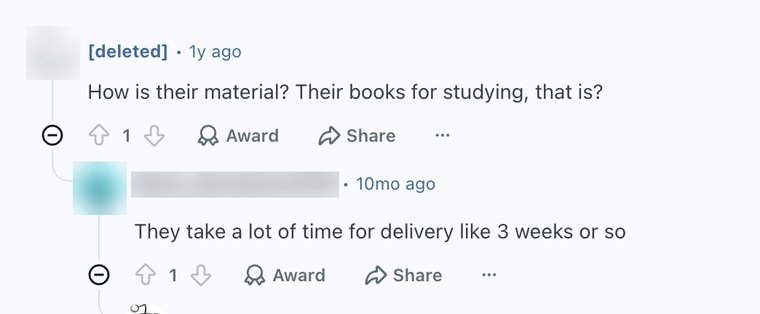 [deleted] • 1y ago
How is their material? Their books for studying, that is?
1 Award Share ...
• 10mo ago
They take a lot of time for delivery like 3 weeks or so
1 Award Share ...